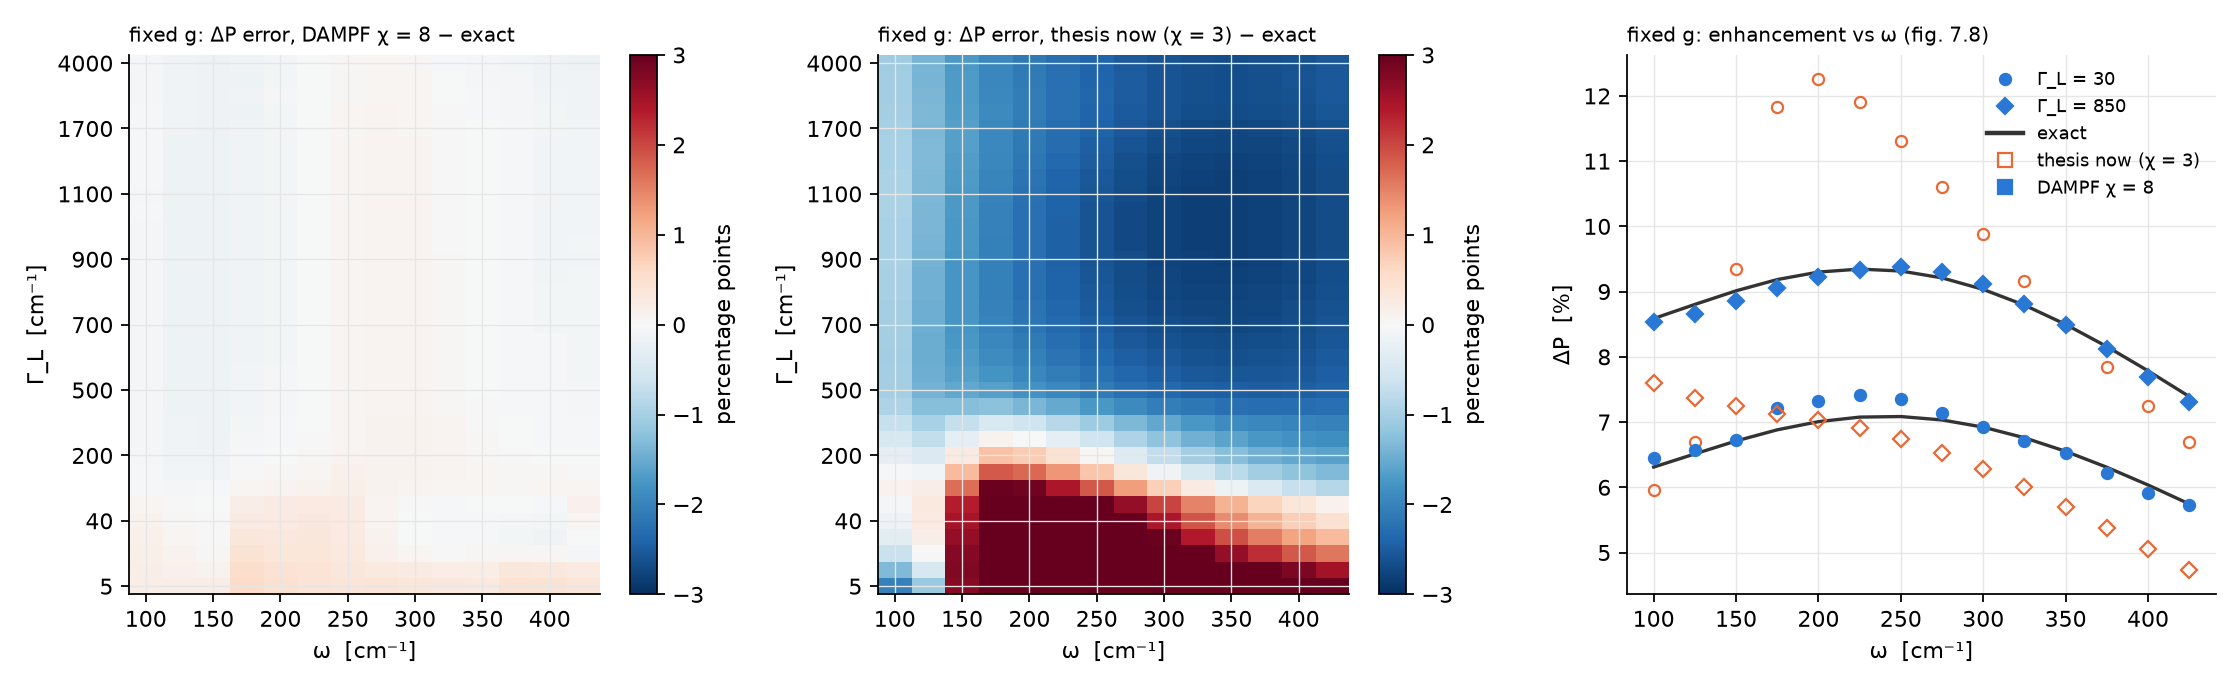 fixed g: ΔP error, DAMPF χ = 8 − exact
4000
1700
1100
900
700
500
200
40
5
Γ_L [cm⁻¹]
100 150 200 250 300 350 400
ω [cm⁻¹]
3
2
1
0
−1
−2
−3
percentage points
fixed g: ΔP error, thesis now (χ = 3) − exact
4000
1700
1100
900
700
500
200
40
5
Γ_L [cm⁻¹]
100 150 200 250 300 350 400
ω [cm⁻¹]
3
2
1
0
−1
−2
−3
percentage points
fixed g: enhancement vs ω (fig. 7.8)
12
11
10
9
8
7
6
5
ΔP [%]
100 150 200 250 300 350 400
ω [cm⁻¹]
Γ_L = 30
Γ_L = 850
exact
thesis now (χ = 3)
DAMPF χ = 8